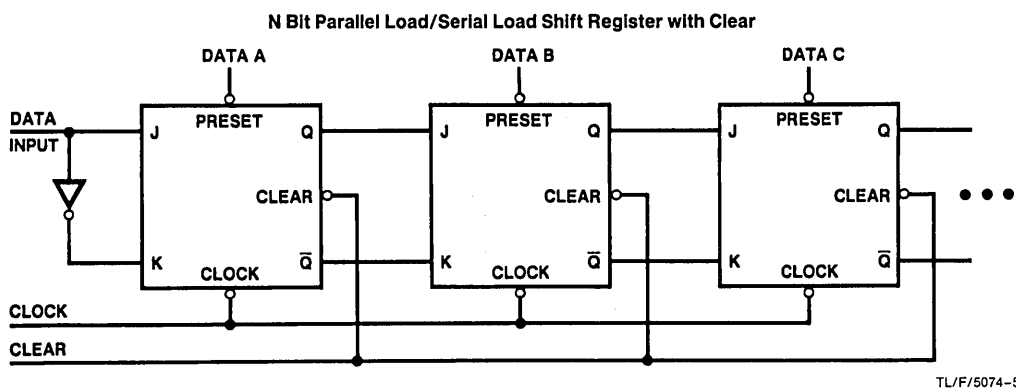 N Bit Parallel Load/Serial Load Shift Register with Clear
DATA A
DATA B
DATA C
DATA
INPUT
J
PRESET
Q
CLEAR
K
CLOCK
Q̅
J
PRESET
Q
CLEAR
K
CLOCK
Q̅
J
PRESET
Q
CLEAR
K
CLOCK
Q̅
CLOCK
CLEAR
TL/F/5074–5